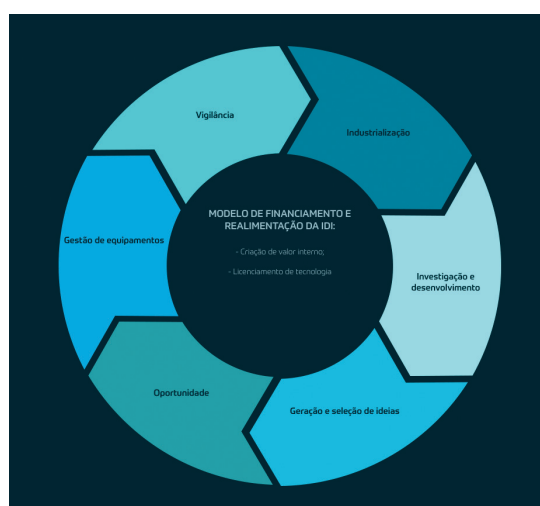 Vigilância
Industrialização
MODELO DE FINANCIAMENTO E
REALIMENTAÇÃO DA IDI:
- Criação de valor interno;
- Licenciamento de tecnologia
Gestão de equipamentos
Investigação e
desenvolvimento
Oportunidade
Geração e seleção de ideias